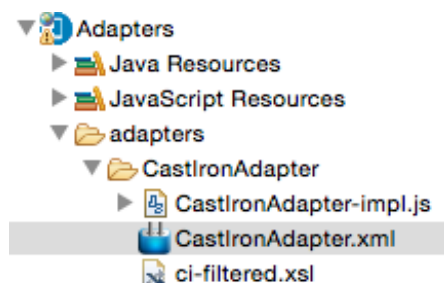 Adapters
Java Resources
JavaScript Resources
adapters
CastIronAdapter
CastIronAdapter-impl.js
CastIronAdapter.xml
ci-filtered.xsl